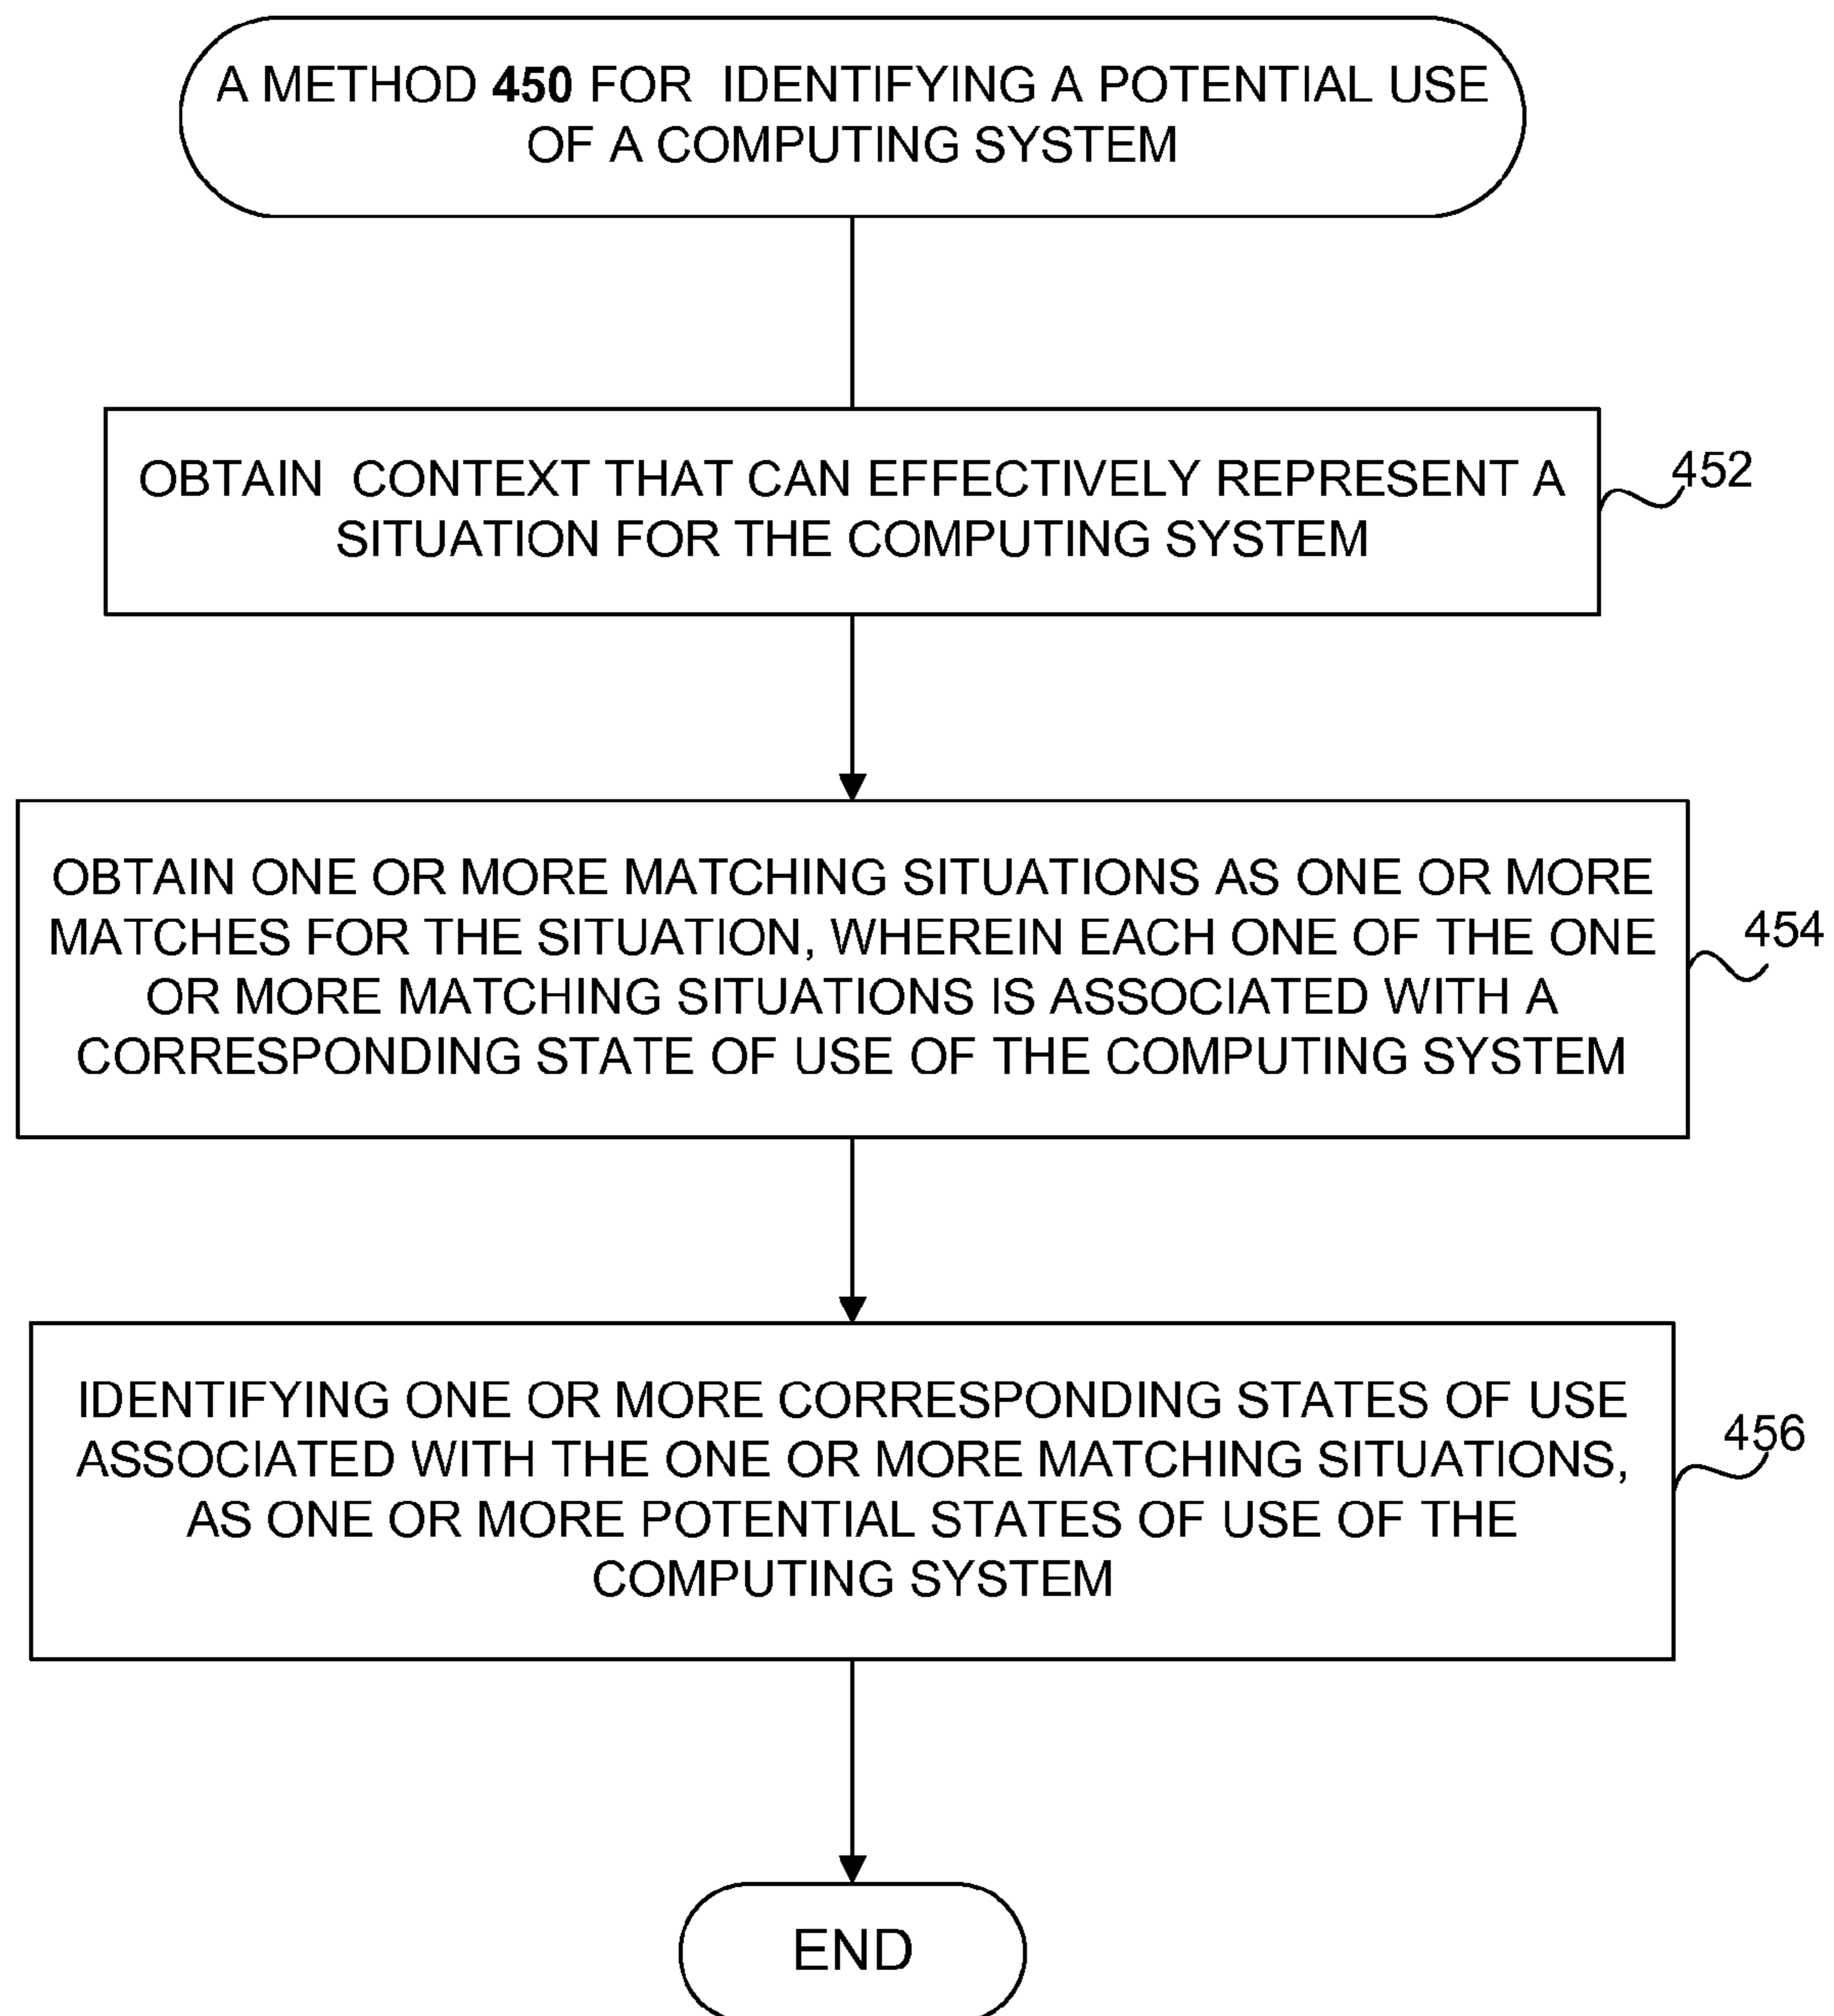 A METHOD 450 FOR IDENTIFYING A POTENTIAL USE
OF A COMPUTING SYSTEM
OBTAIN CONTEXT THAT CAN EFFECTIVELY REPRESENT A
SITUATION FOR THE COMPUTING SYSTEM
452
OBTAIN ONE OR MORE MATCHING SITUATIONS AS ONE OR MORE
MATCHES FOR THE SITUATION, WHEREIN EACH ONE OF THE ONE
OR MORE MATCHING SITUATIONS IS ASSOCIATED WITH A
CORRESPONDING STATE OF USE OF THE COMPUTING SYSTEM
454
IDENTIFYING ONE OR MORE CORRESPONDING STATES OF USE
ASSOCIATED WITH THE ONE OR MORE MATCHING SITUATIONS,
AS ONE OR MORE POTENTIAL STATES OF USE OF THE
COMPUTING SYSTEM
456
END